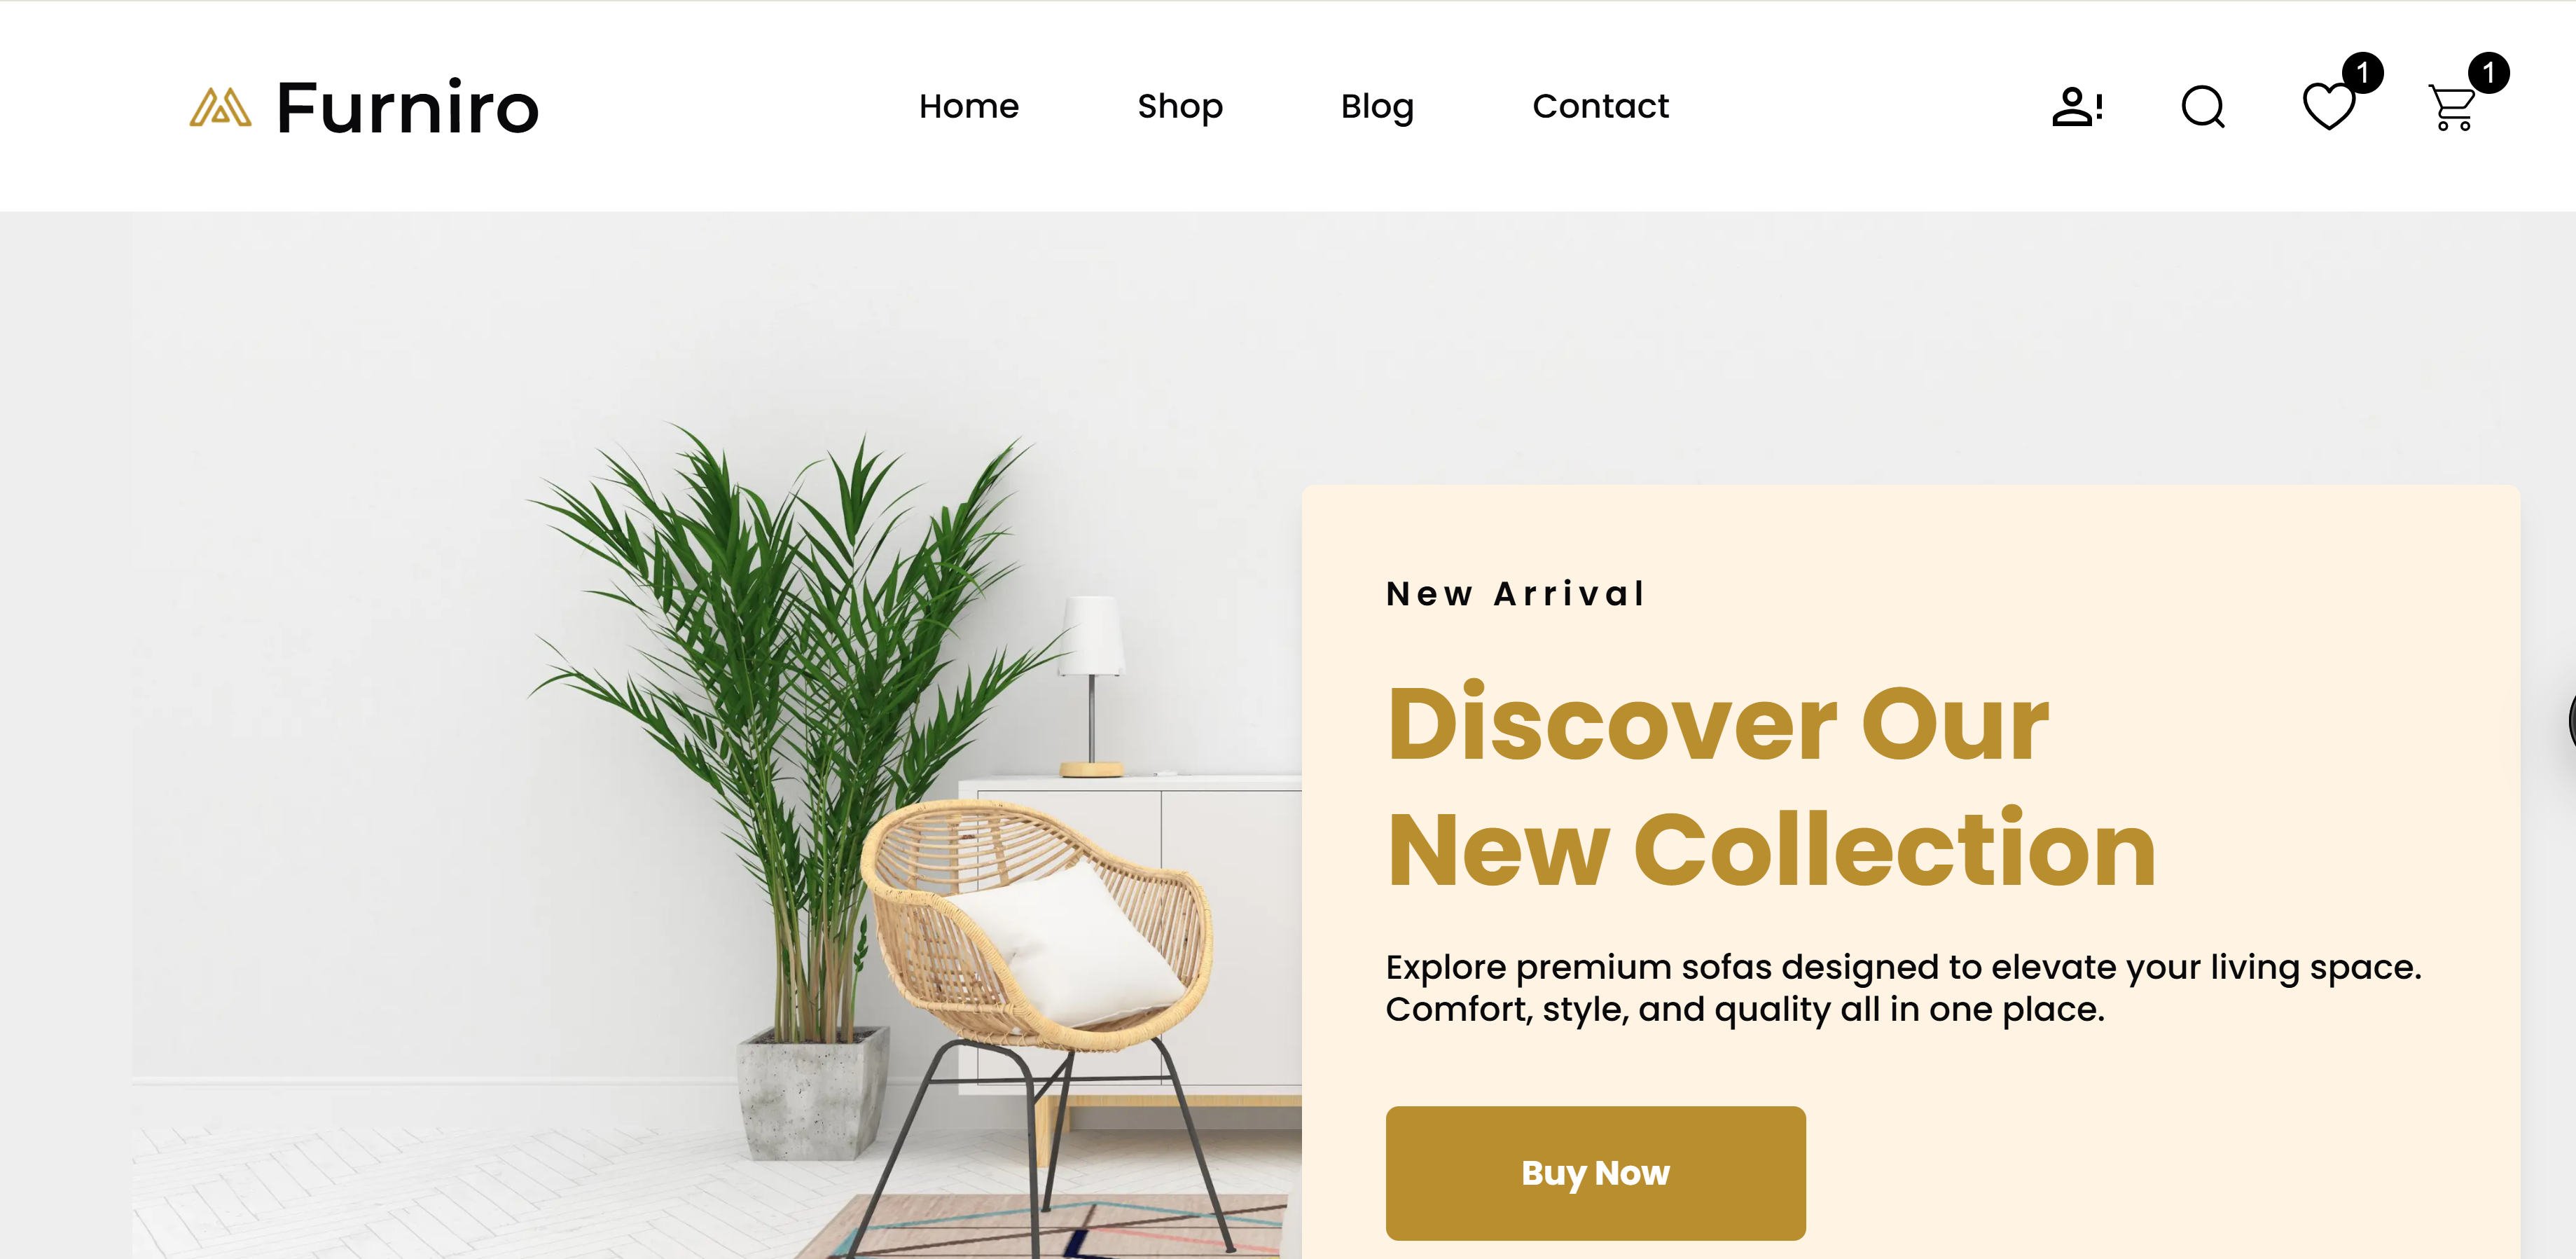 Furniro
Home
Shop
Blog
Contact
1
1
New Arrival
Discover Our
New Collection
Explore premium sofas designed to elevate your living space.
Comfort, style, and quality all in one place.
Buy Now